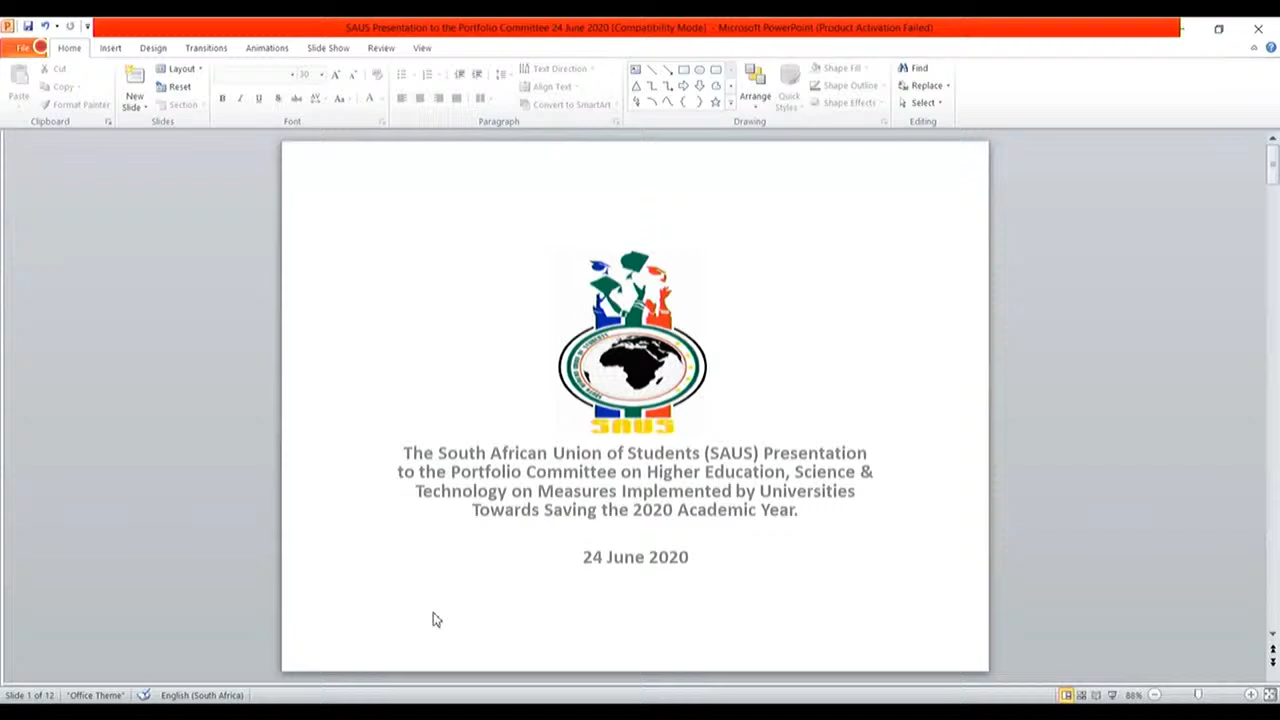 SAUS Presentation to the Portfolio Committee 24 June 2020 [Compatibility Mode] - Microsoft PowerPoint (Product Activation Failed)
File Home Insert Design Transitions Animations Slide Show Review View
Paste
Cut
Copy
Format Painter
Clipboard
New
Slide
Layout
Reset
Section
Slides
30
Font
Text Direction
Align Text
Convert to SmartArt
Paragraph
Arrange
Quick
Styles
Shape Fill
Shape Outline
Shape Effects
Drawing
Find
Replace
Select
Editing
SAUS
The South African Union of Students (SAUS) Presentation
to the Portfolio Committee on Higher Education, Science &
Technology on Measures Implemented by Universities
Towards Saving the 2020 Academic Year.
24 June 2020
Slide 1 of 12 "Office Theme" English (South Africa) 88%